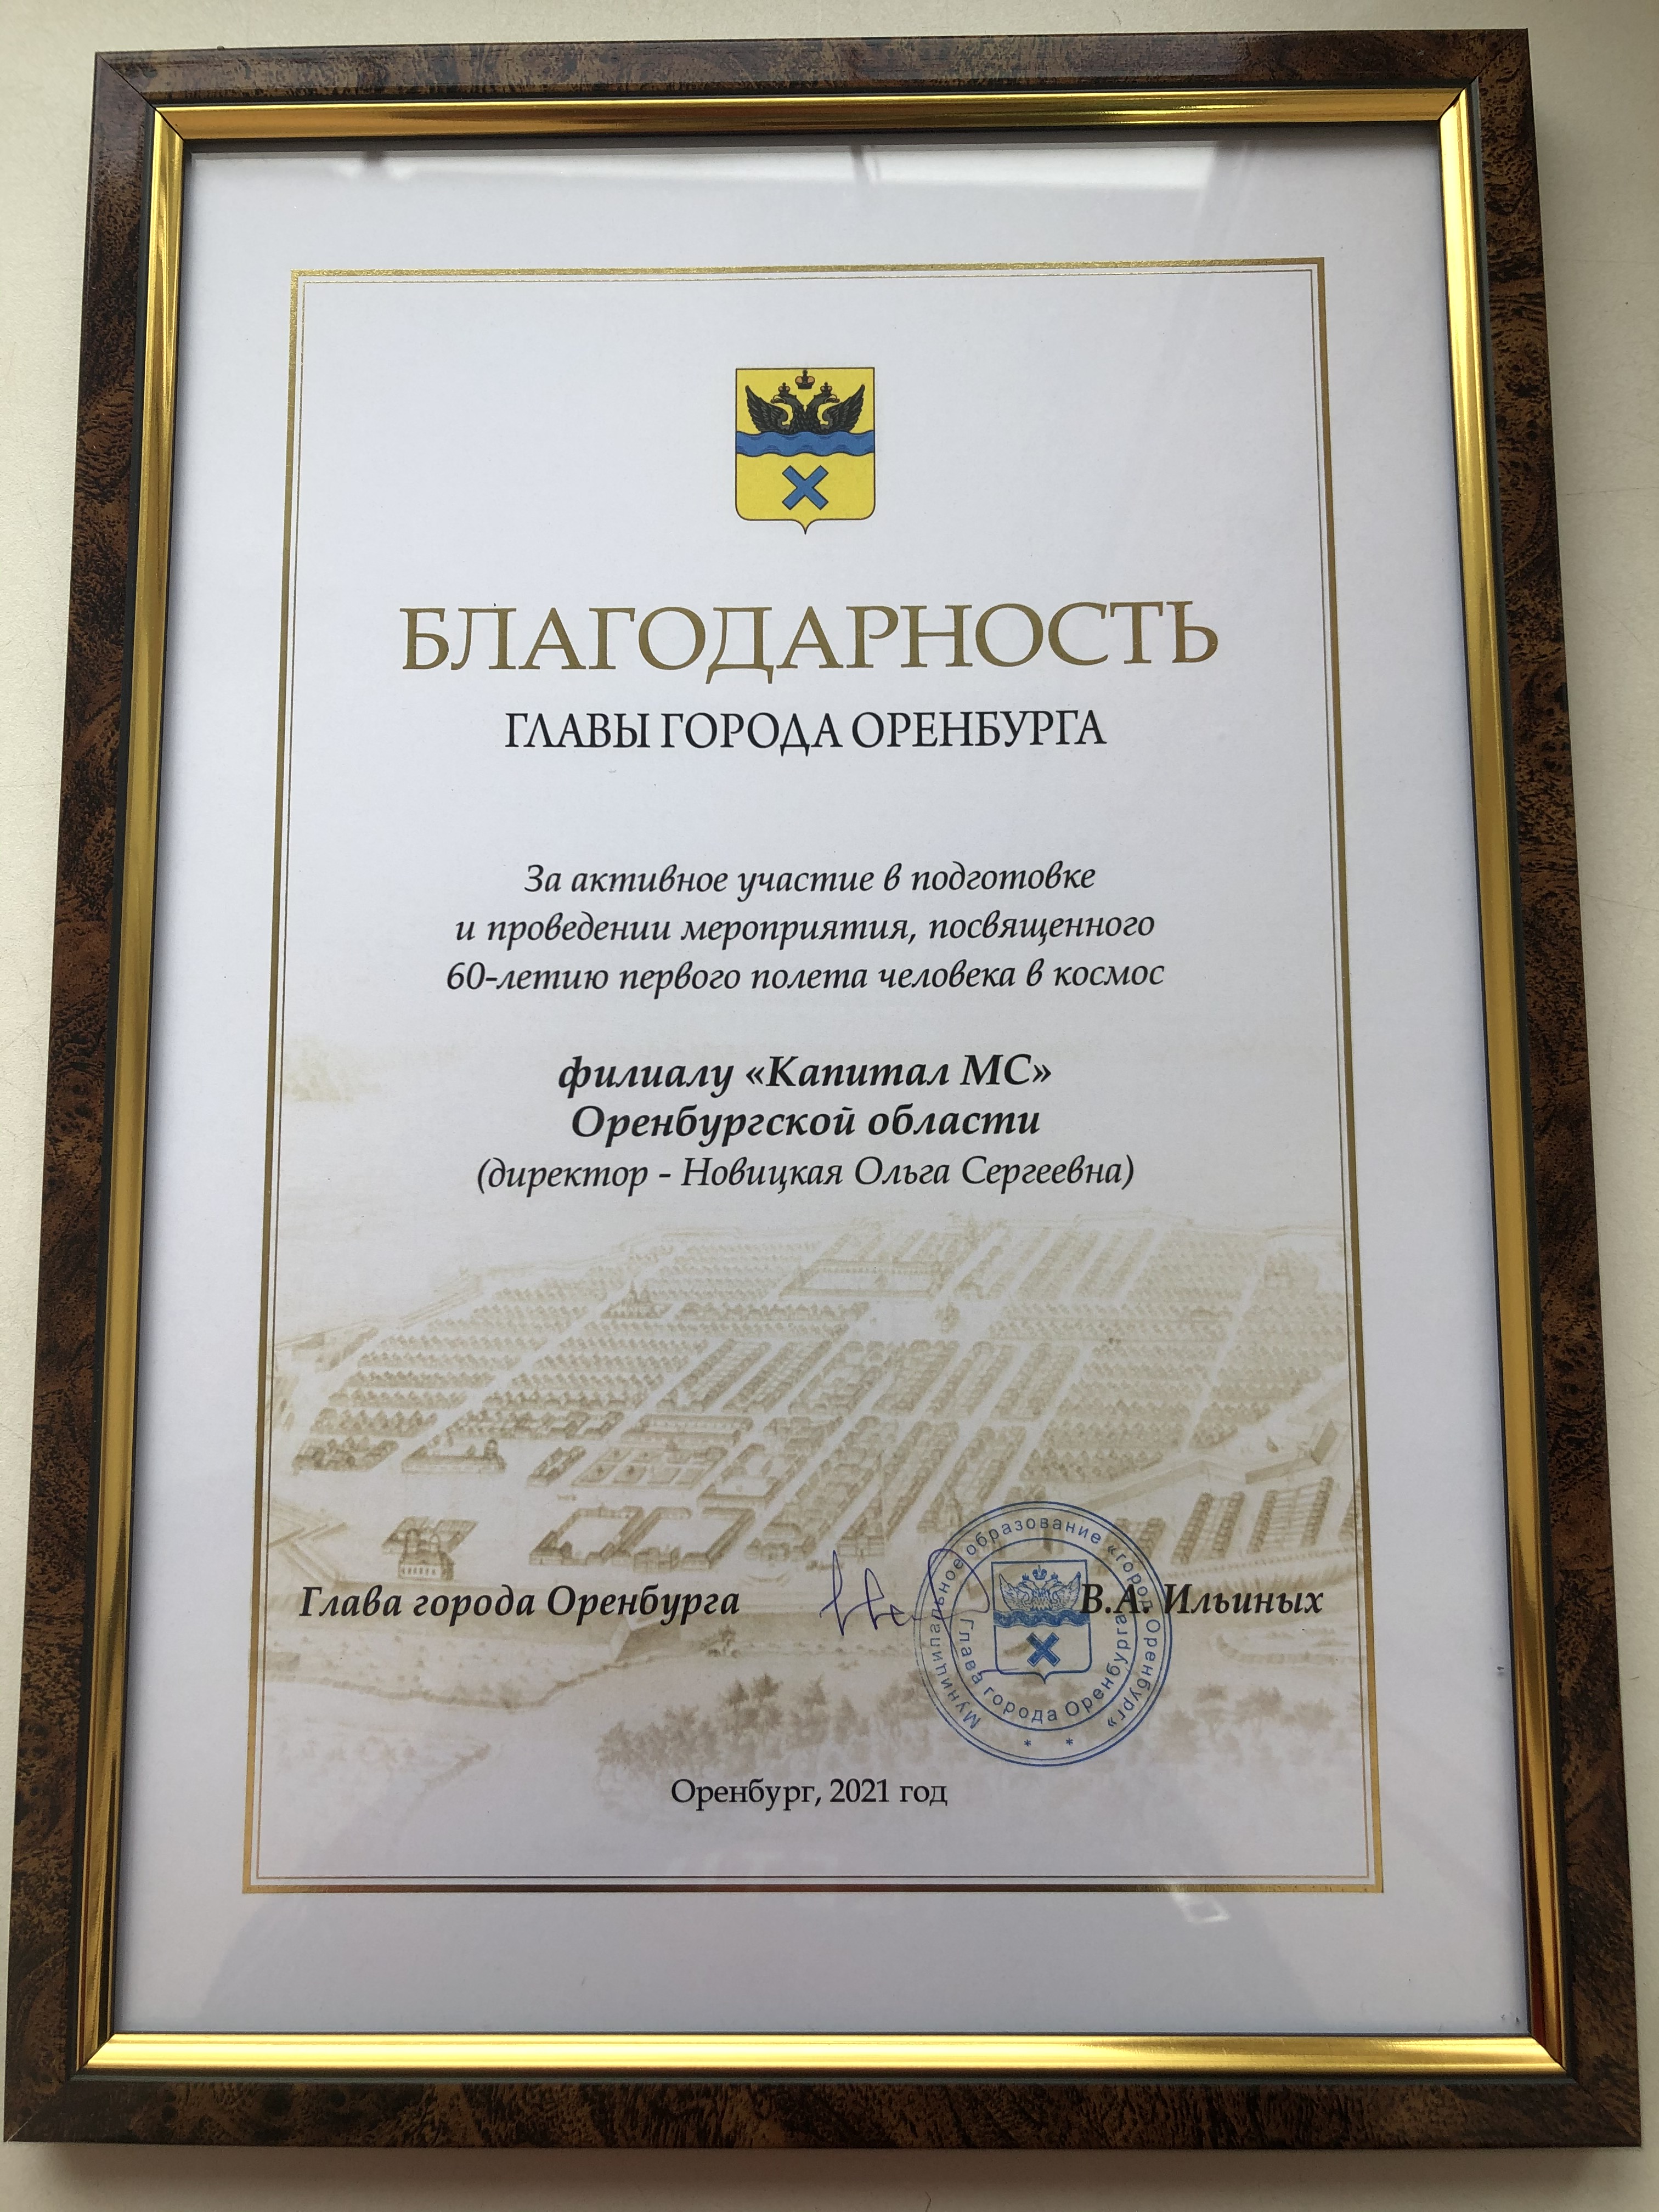 БЛАГОДАРНОСТЬ
ГЛАВЫ ГОРОДА ОРЕНБУРГА
За активное участие в подготовке
и проведении мероприятия, посвященного
60-летию первого полета человека в космос
филиалу «Капитал МС»
Оренбургской области
(директор - Новицкая Ольга Сергеевна)
Глава города Оренбурга
В.А. Ильиных
Муниципальное образование «город Оренбург»
Глава города Оренбурга
* *
Оренбург, 2021 год